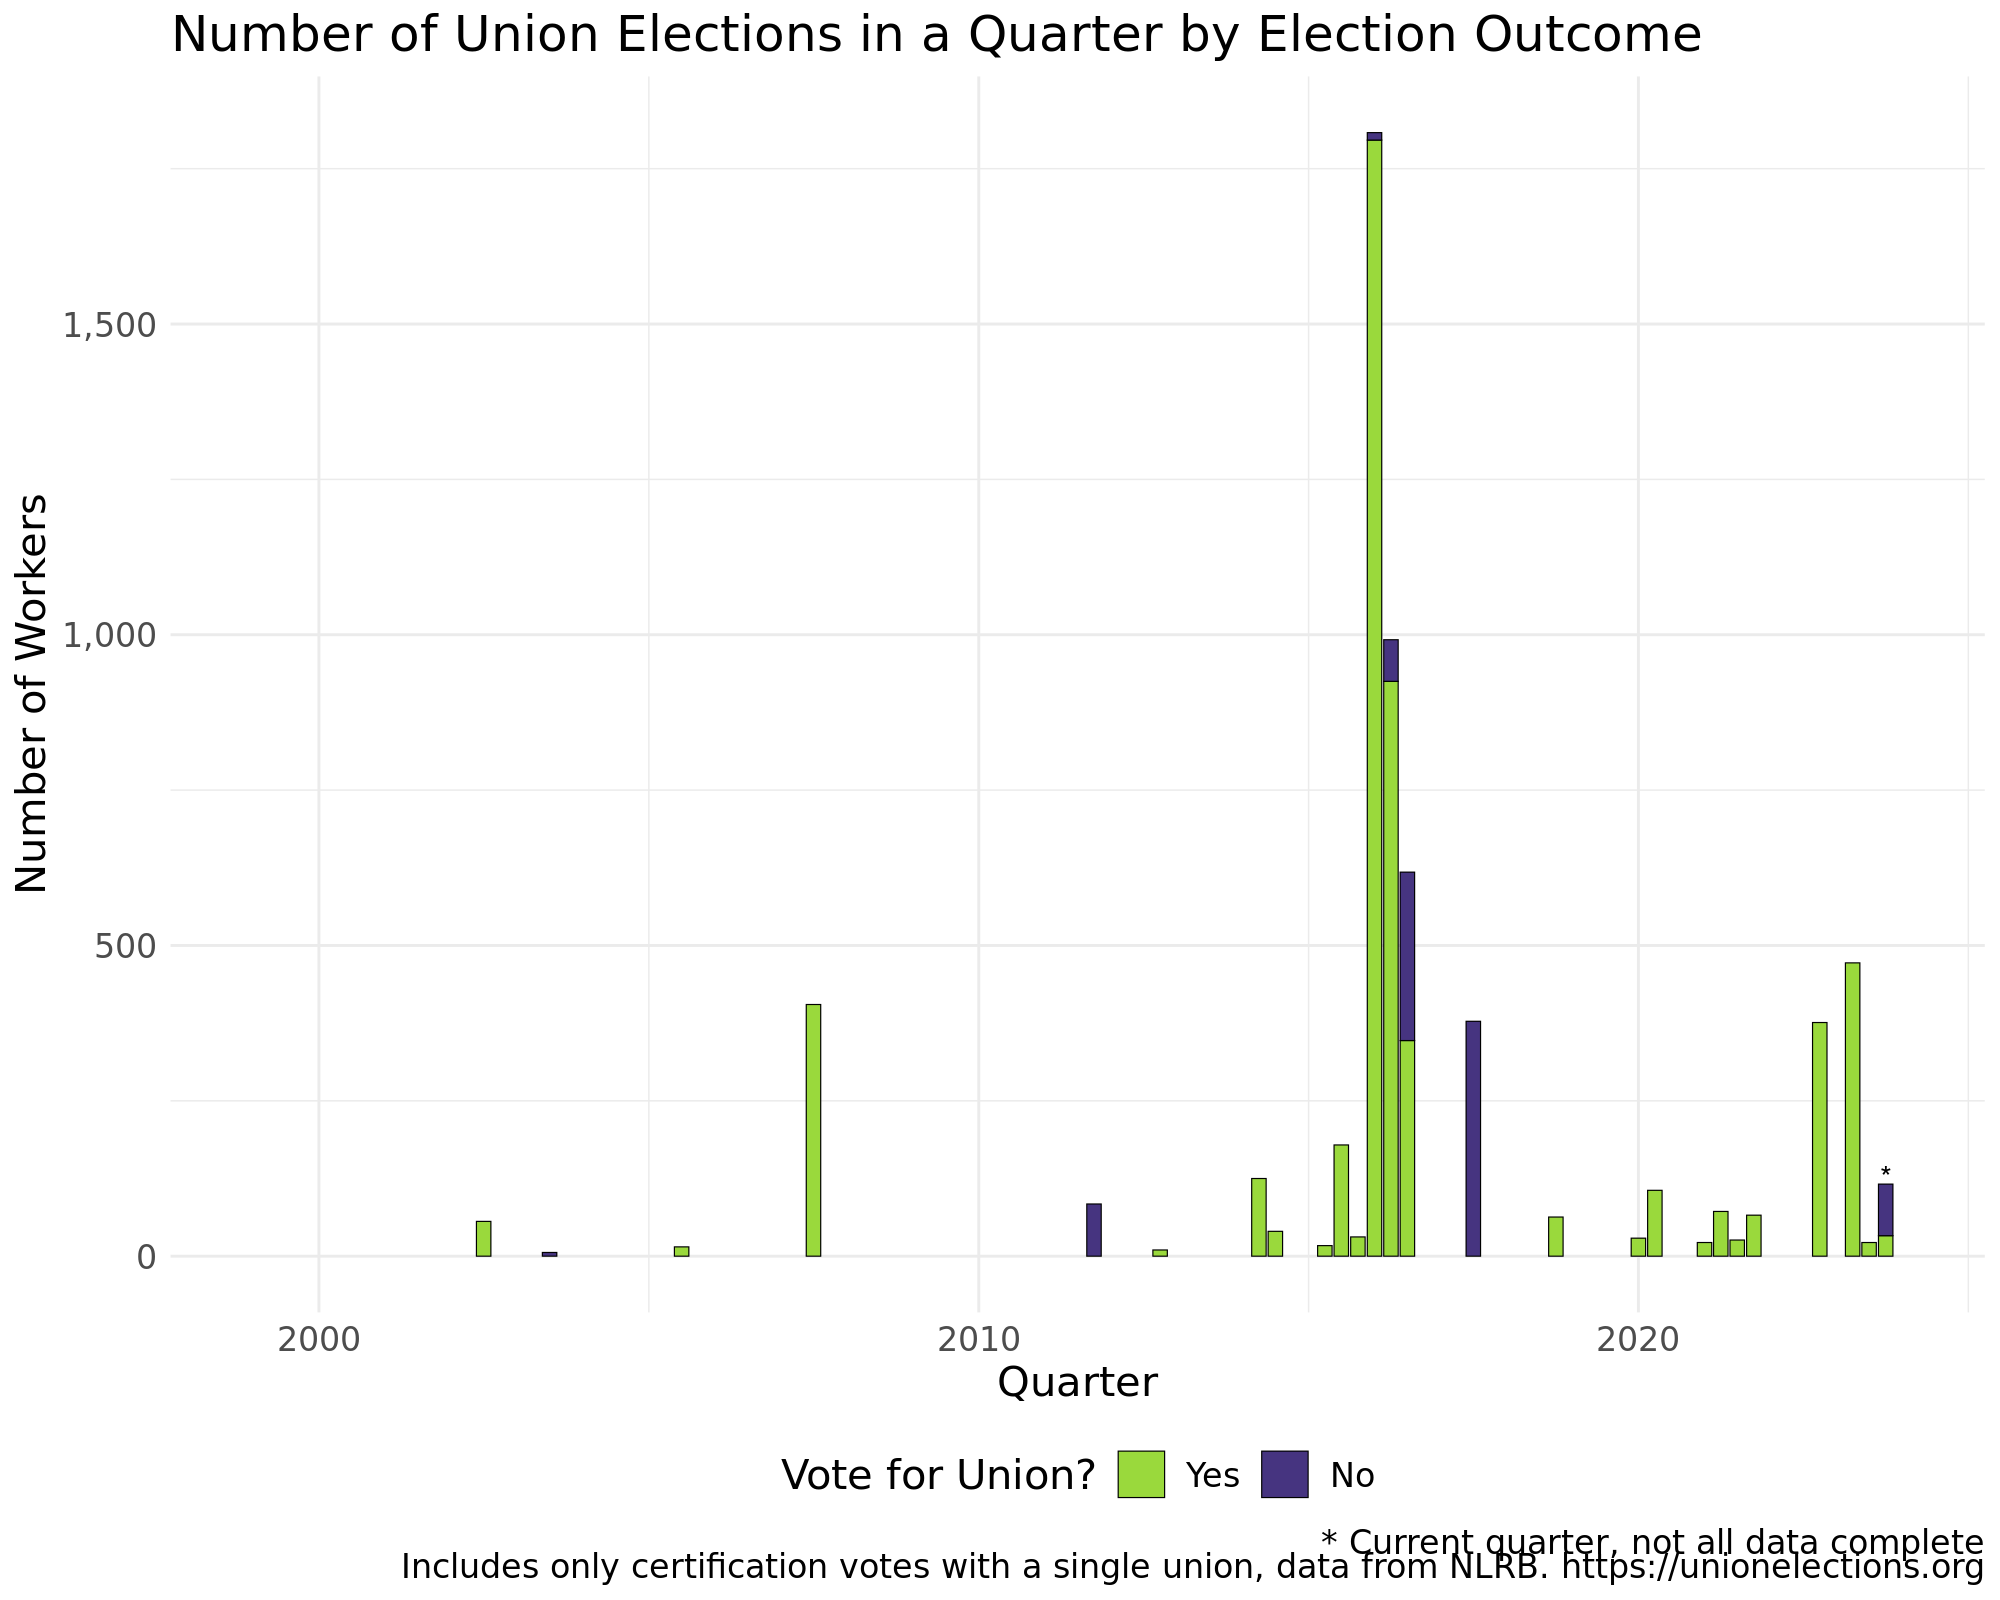 Number of Union Elections in a Quarter by Election Outcome
Number of Workers
1,500
1,000
500
0
*
2000
2010
2020
Quarter
Vote for Union?
Yes
No
* Current quarter, not all data complete
Includes only certification votes with a single union, data from NLRB. https://unionelections.org